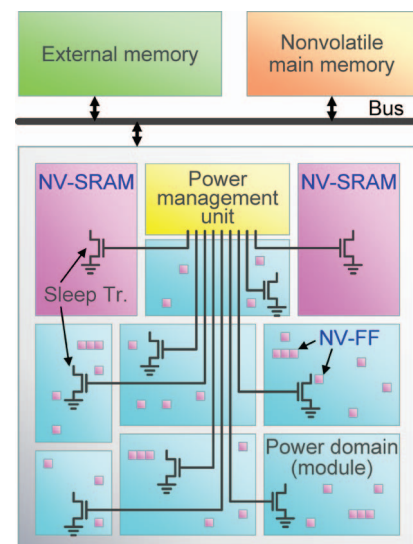 External memory
Nonvolatile
main memory
Bus
NV-SRAM
Power
management
unit
NV-SRAM
Sleep Tr.
NV-FF
Power domain
(module)